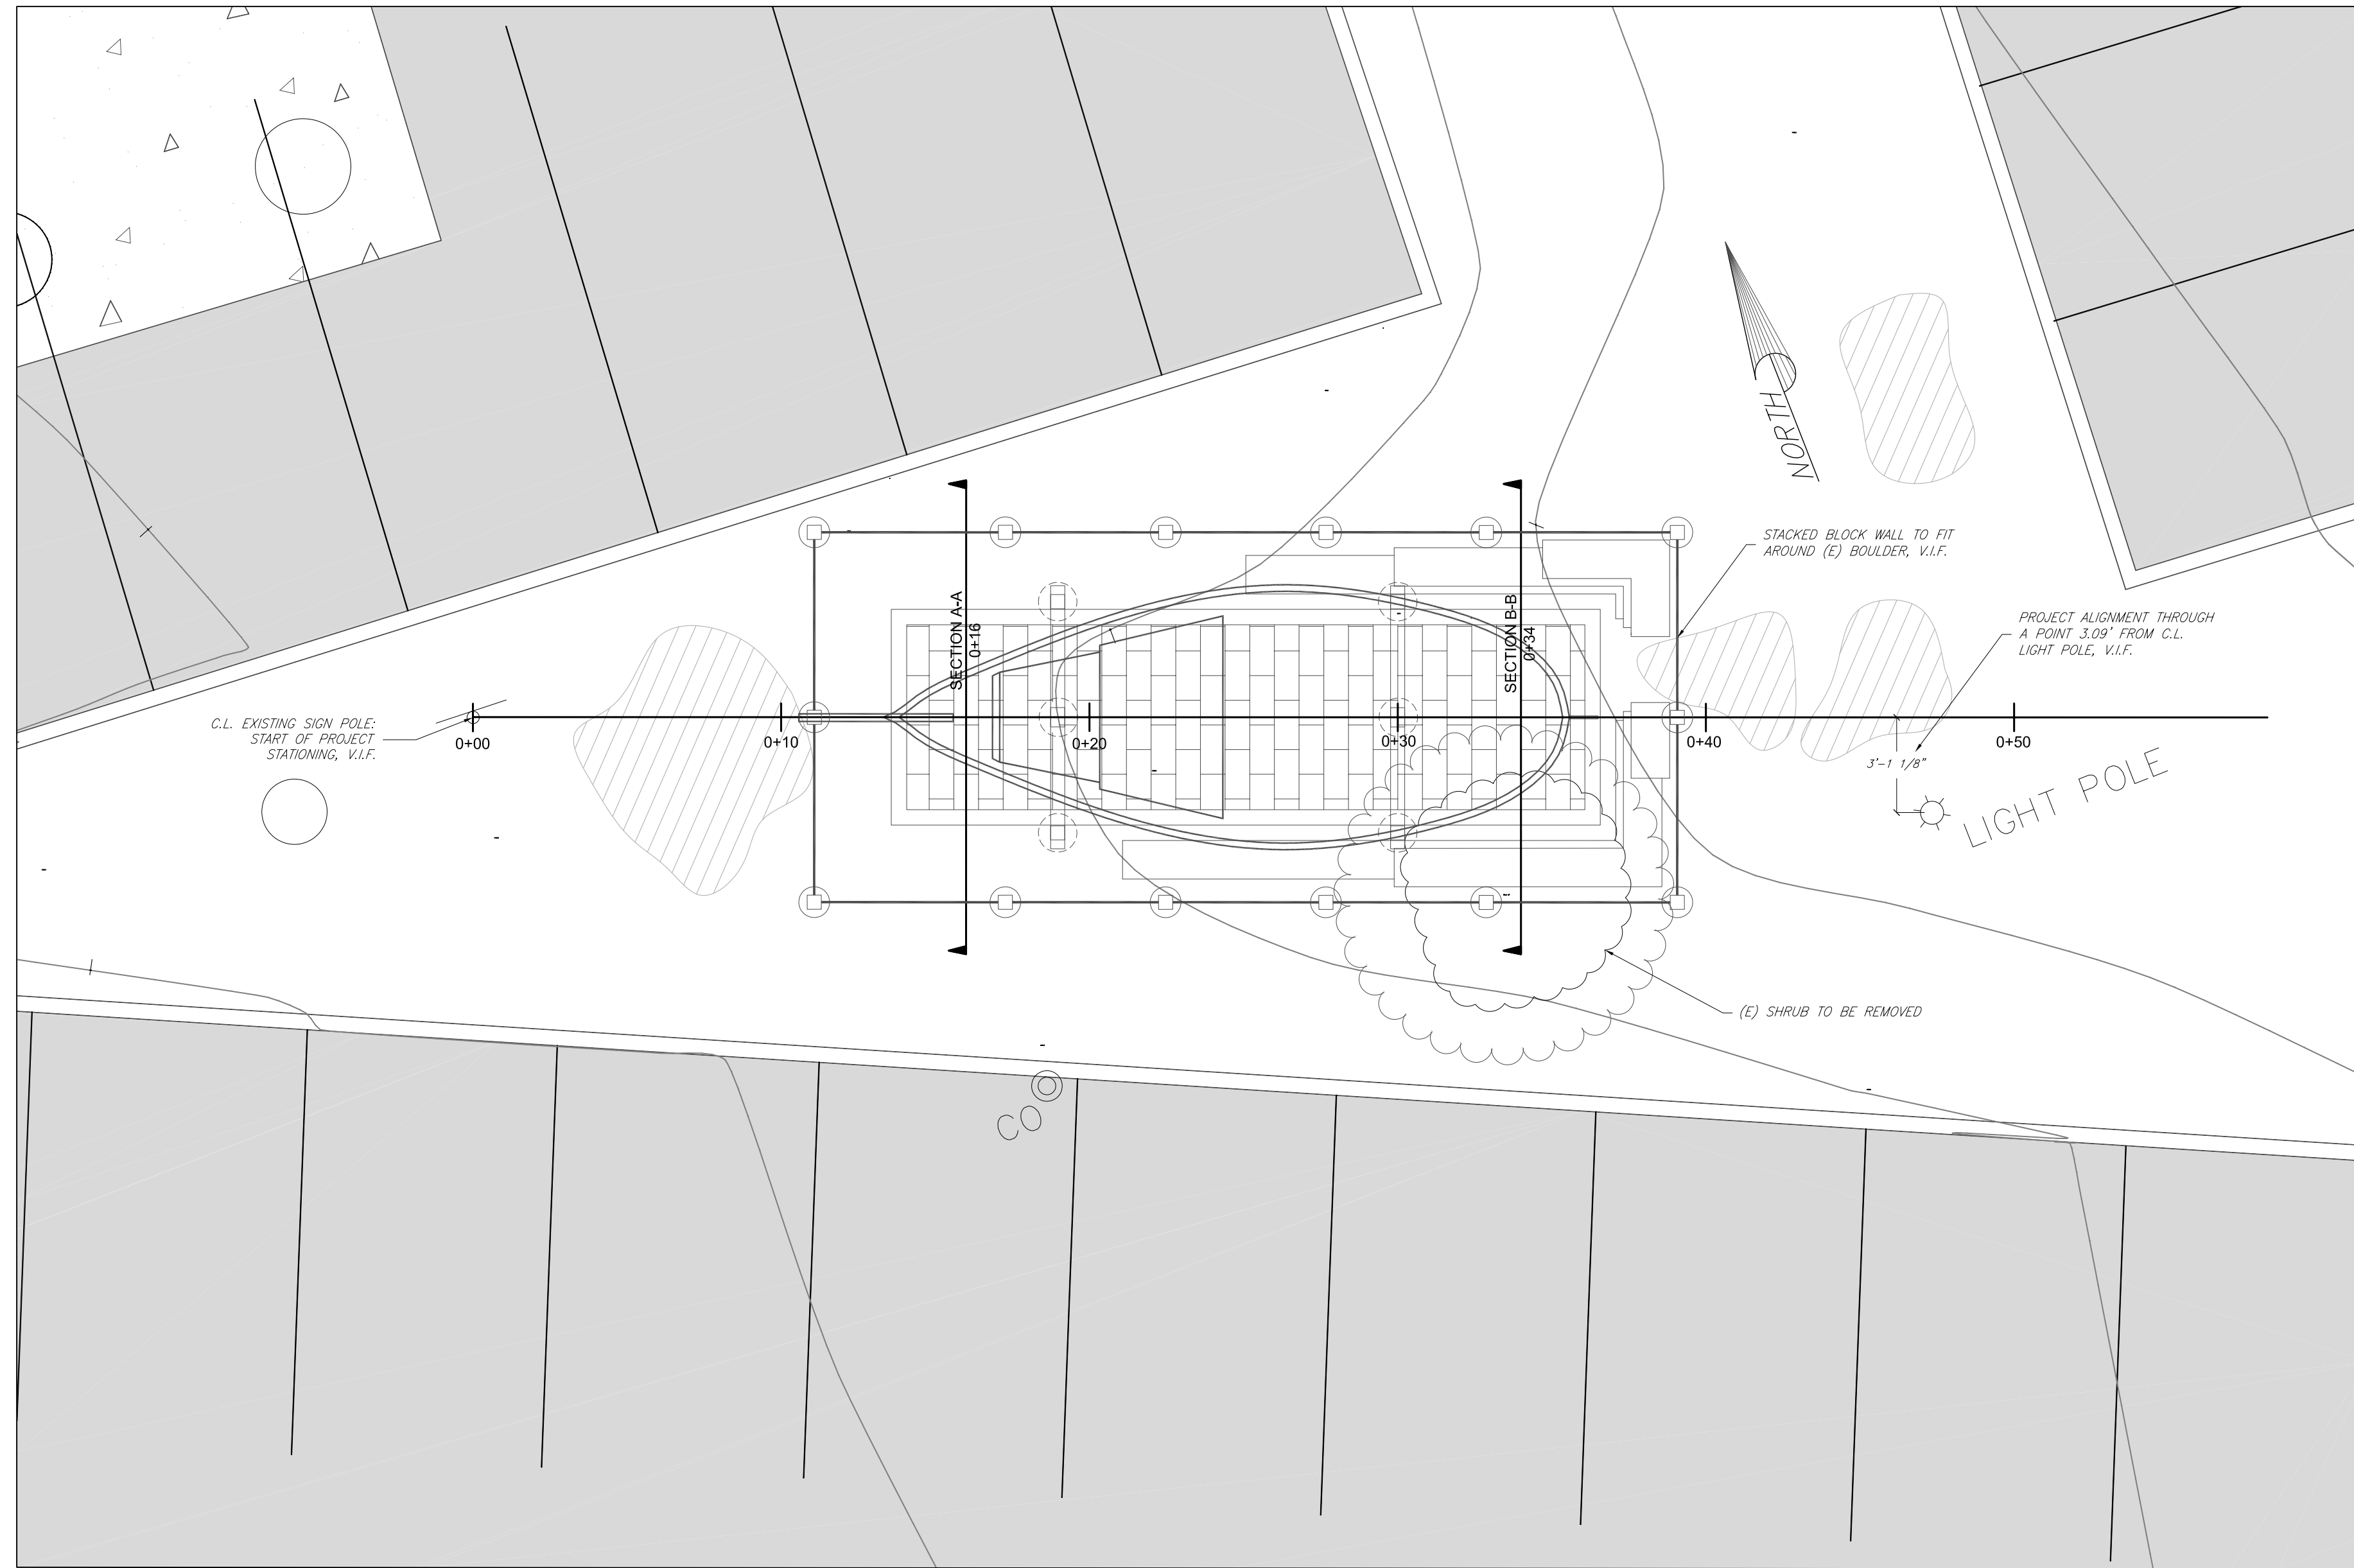 NORTH
STACKED BLOCK WALL TO FIT
AROUND (E) BOULDER, V.I.F.
SECTION A-A
0+16
SECTION B-B
0+34
PROJECT ALIGNMENT THROUGH
A POINT 3.09' FROM C.L.
LIGHT POLE, V.I.F.
C.L. EXISTING SIGN POLE:
START OF PROJECT
STATIONING, V.I.F.
0+00
0+10
0+20
0+30
0+40
0+50
3'-1 1/8"
LIGHT POLE
(E) SHRUB TO BE REMOVED
CO